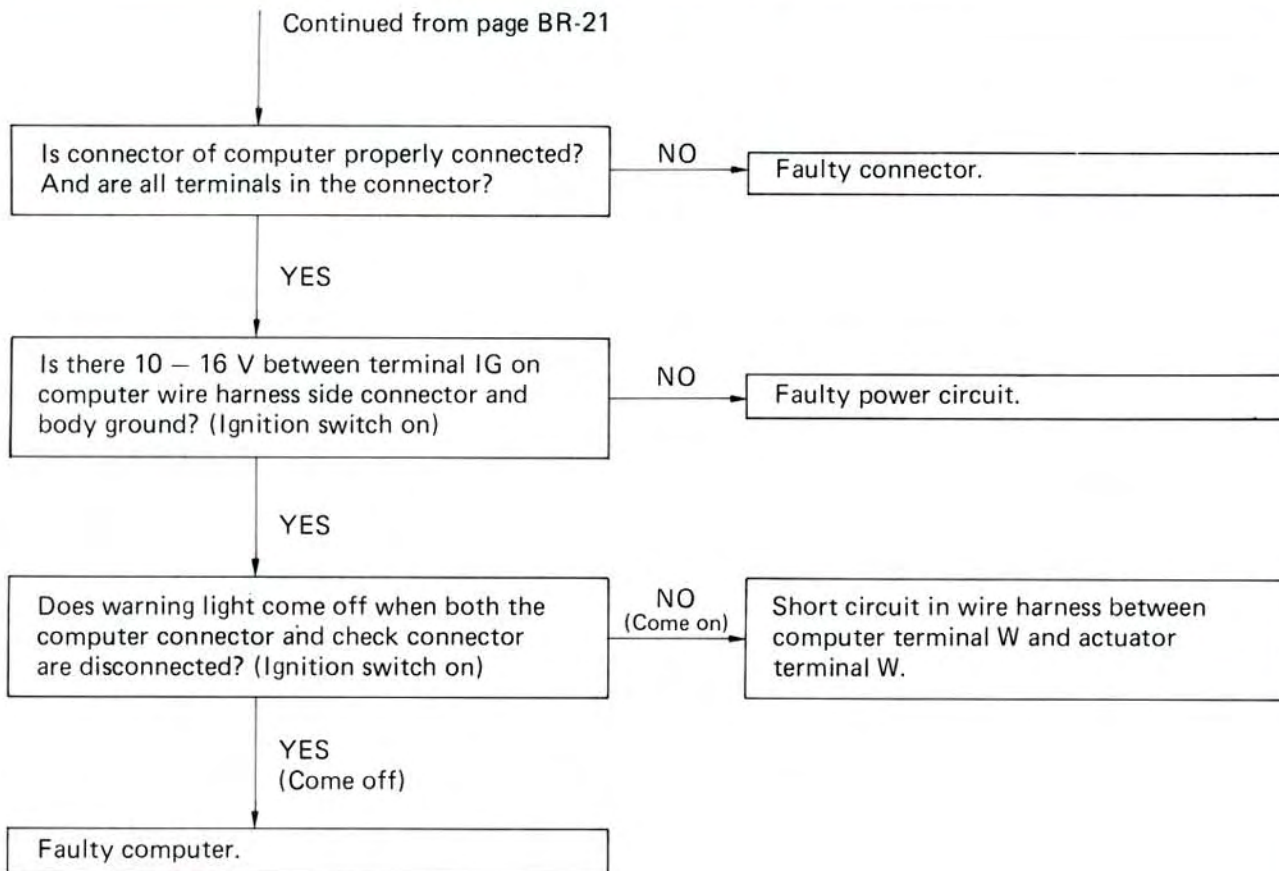 Continued from page BR-21
Is connector of computer properly connected?
And are all terminals in the connector?
NO
Faulty connector.
YES
Is there 10 – 16 V between terminal IG on
computer wire harness side connector and
body ground? (Ignition switch on)
NO
Faulty power circuit.
YES
Does warning light come off when both the
computer connector and check connector
are disconnected? (Ignition switch on)
NO
(Come on)
Short circuit in wire harness between
computer terminal W and actuator
terminal W.
YES
(Come off)
Faulty computer.